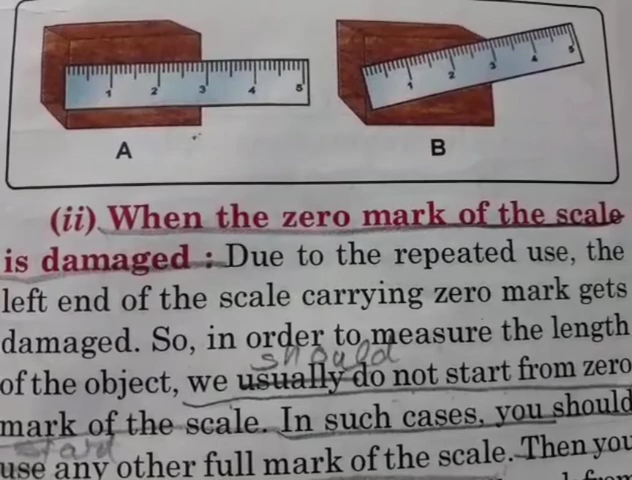 1 2 3 4 5
1 2 3 4 5
A B
(ii) When the zero mark of the scale
is damaged : Due to the repeated use, the
left end of the scale carrying zero mark gets
damaged. So, in order to measure the length
should
of the object, we usually do not start from zero
mark of the scale. In such cases, you should
start
use any other full mark of the scale. Then you